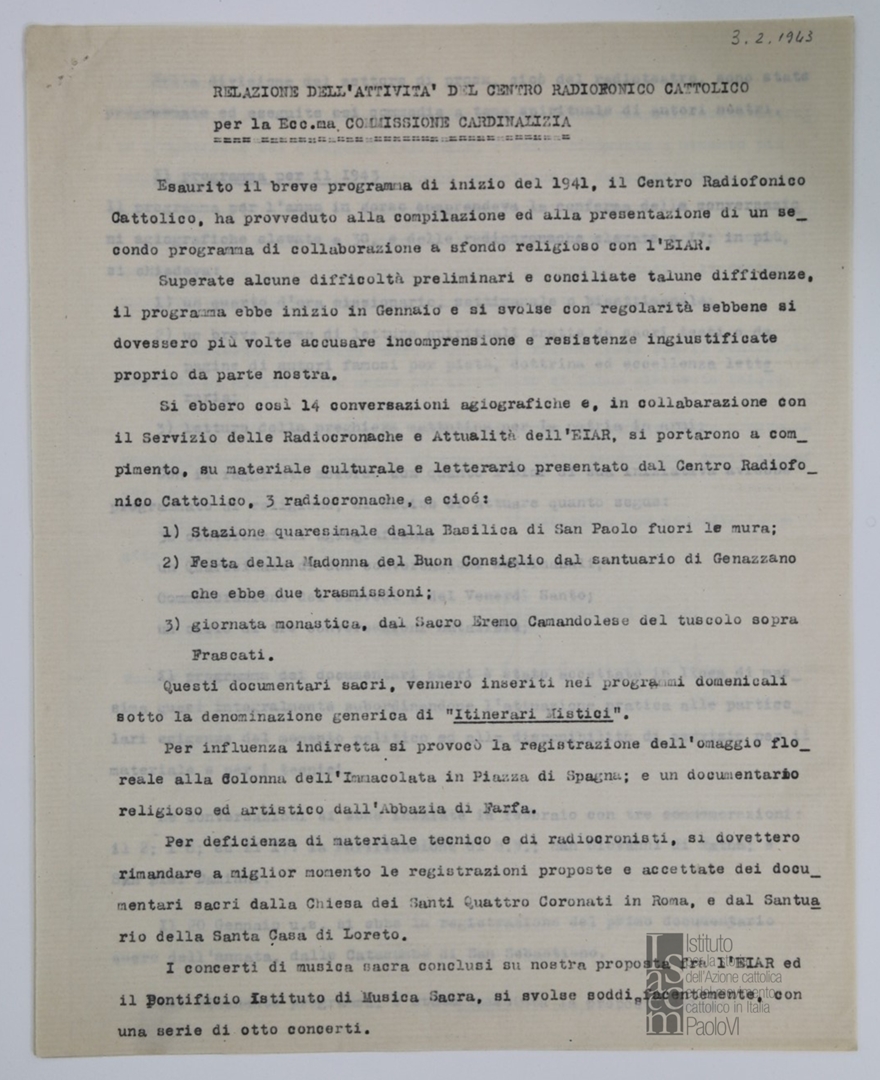 3.2.1943
RELAZIONE DELL'ATTIVITA' D L CENTRO RADIOFONICO CATTOLICO
per la Ecc.ma COMMISSIONE CARDINALIZIA
Esaurito il breve programma di inizio del 1941, il Centro Radiofonico
Cattolico, ha provveduto alla compilazione ed alla presentazione di un se_
condo programma di collaborazione a sfondo religioso con l'EIAR.
Superate alcune difficoltà preliminari e conciliate talune diffidenze,
il programma ebbe inizio in Gennaio e si svolse con regolarità sebbene si
dovessero più volte accusare incomprensione e resistenze ingiustificate
proprio da parte nostra.
Si ebbero così 14 conversazioni agiografiche e, in collabarazione con
il Servizio delle Radiocronache e Attualità dell'EIAR, si portarono a com_
pimento, su materiale culturale e letterario presentato dal Centro Radiofo_
nico Cattolico, 3 radiocronache, e cioé:
1) Stazione quaresimale dalla Basilica di San Paolo fuori le mura;
2) Festa della Madonna del Buon Consiglio dal santuario di Genazzano
che ebbe due trasmissioni;
3) giornata monastica, dal Sacro Eremo Camandolese del tuscolo sopra
Frascati.
Questi documentari sacri, vennero inseriti nei programmi domenicali
sotto la denominazione generica di "Itinerari Mistici".
Per influenza indiretta si provocò la registrazione dell'omaggio flo_
reale alla Colonna dell'Immacolata in Piazza di Spagna; e un documentario
religioso ed artistico dall'Abbazia di Farfa.
Per deficienza di materiale tecnico e di radiocronisti, si dovettero
rimandare a miglior momento le registrazioni proposte e accettate dei docu_
mentari sacri dalla Chiesa dei Santi Quattro Coronati in Roma, e dal Santua
rio della Santa Casa di Loreto.
I concerti di musica sacra conclusi su nostra proposta fra l'EIAR ed
il Pontificio Istituto di Musica Sacra, si svolse soddisfacentemente, con
una serie di otto concerti.
Istituto
per la storia
dell'Azione cattolica
e del movimento
cattolico in Italia
PaoloVI